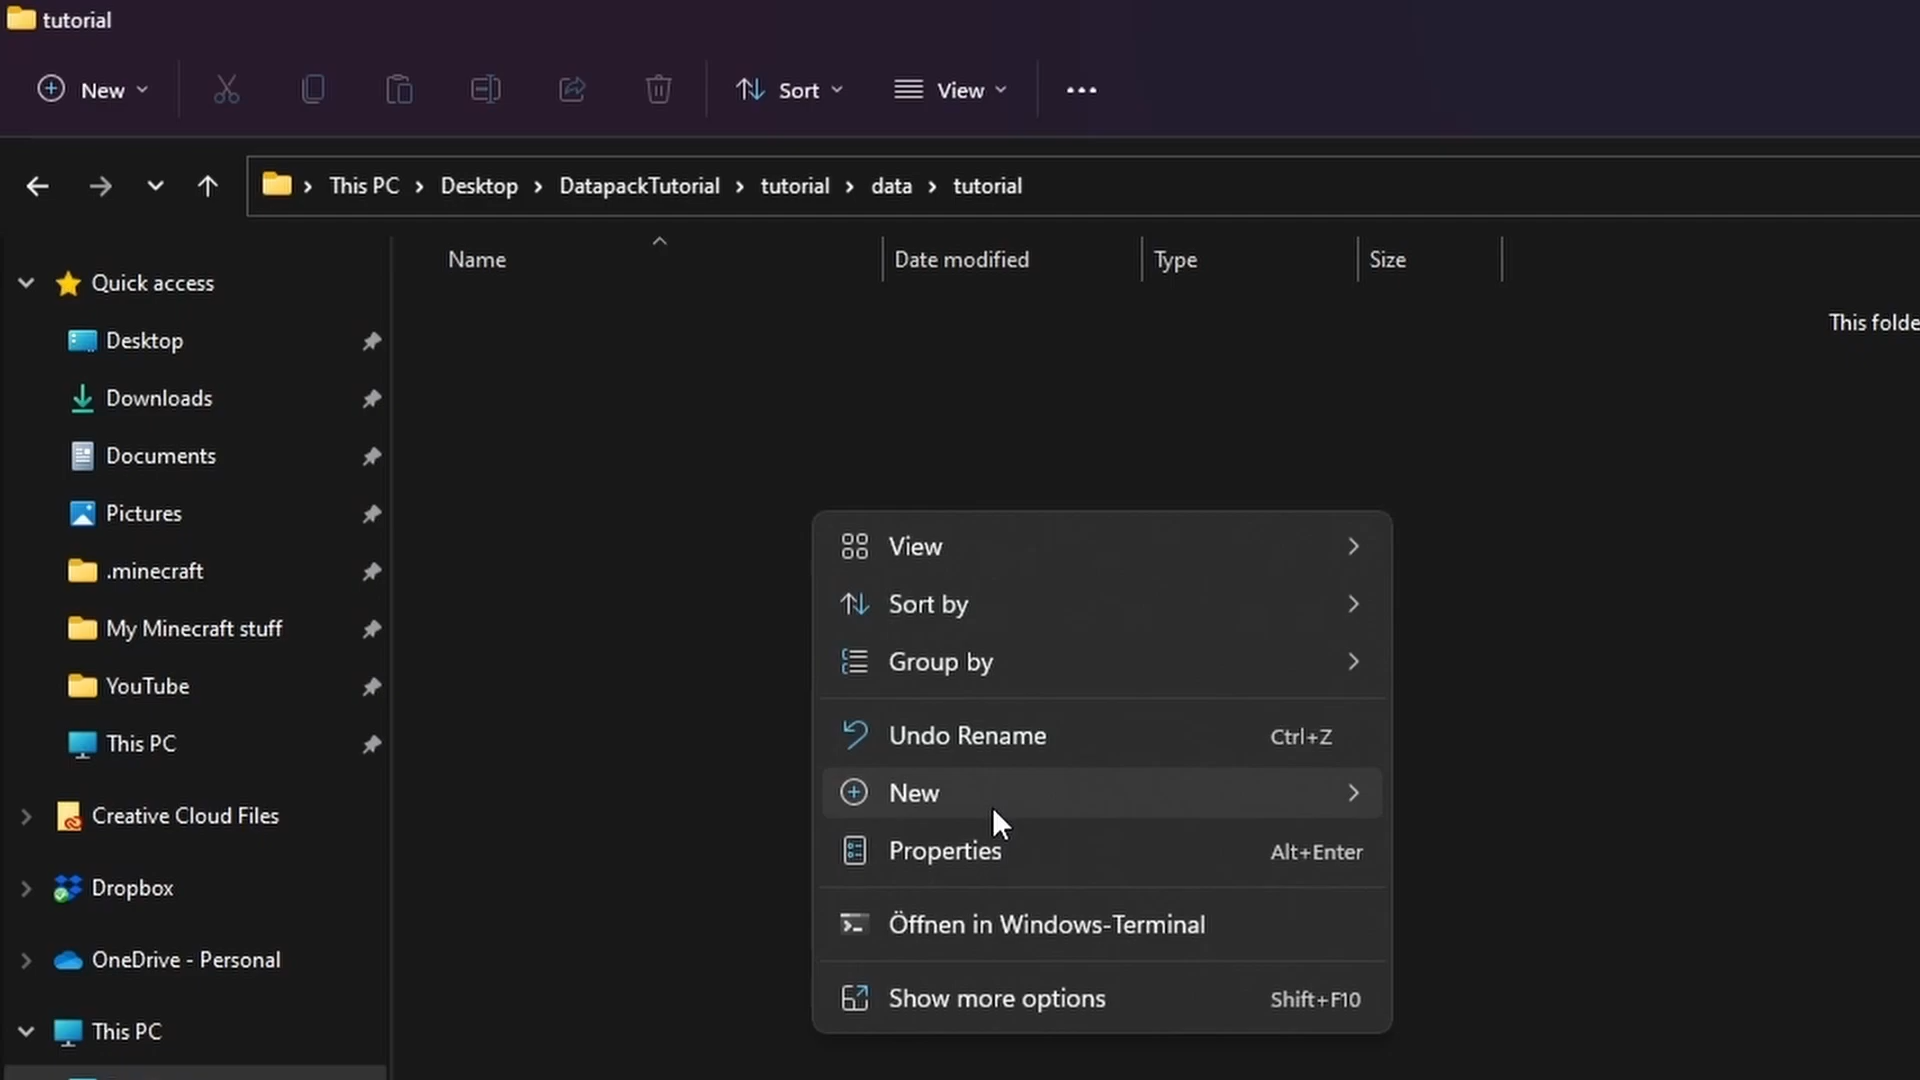 tutorial
New Sort View
This PC Desktop DatapackTutorial tutorial data tutorial
Name Date modified Type Size
Quick access
This folde
Desktop
Downloads
Documents
Pictures
.minecraft
My Minecraft stuff
YouTube
This PC
Creative Cloud Files
Dropbox
OneDrive - Personal
This PC
View
Sort by
Group by
Undo Rename Ctrl+Z
New
Properties Alt+Enter
Öffnen in Windows-Terminal
Show more options Shift+F10